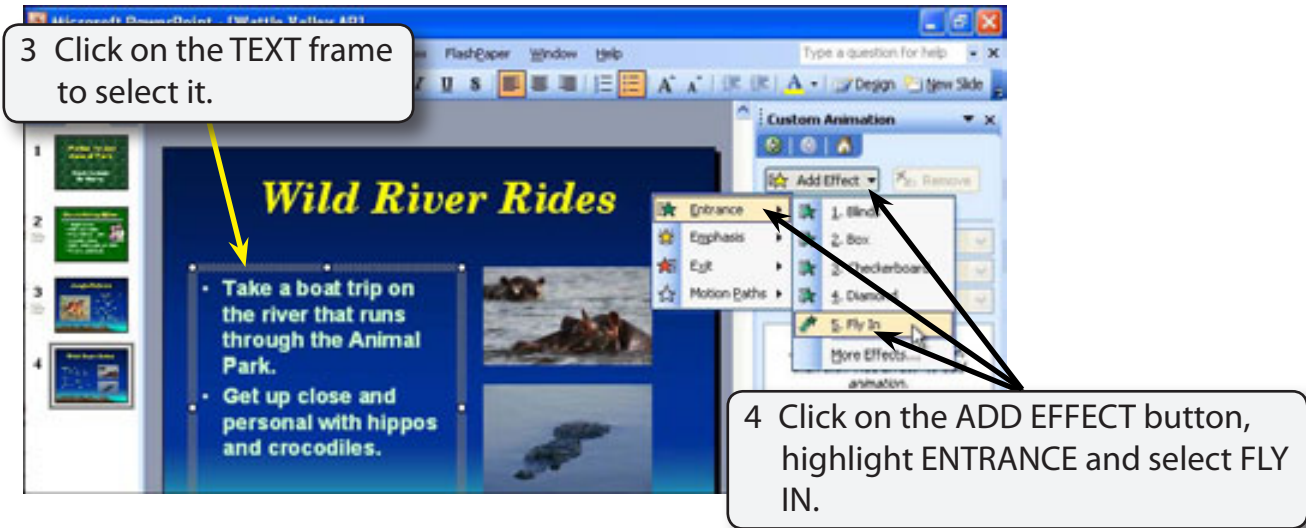 Microsoft PowerPoint - [Wattle Valley AP]
3 Click on the TEXT frame
to select it.
FlashPaper Window Help
Type a question for help
U S
Design New Slide
Custom Animation
Add Effect
Remove
1
2
3
4
Wild River Rides
• Take a boat trip on
the river that runs
through the Animal
Park.
• Get up close and
personal with hippos
and crocodiles.
Entrance
Emphasis
Exit
Motion Paths
1. Blinds
2. Box
3. Checkerboard
4. Diamond
5. Fly In
More Effects...
animation.
4 Click on the ADD EFFECT button,
highlight ENTRANCE and select FLY
IN.